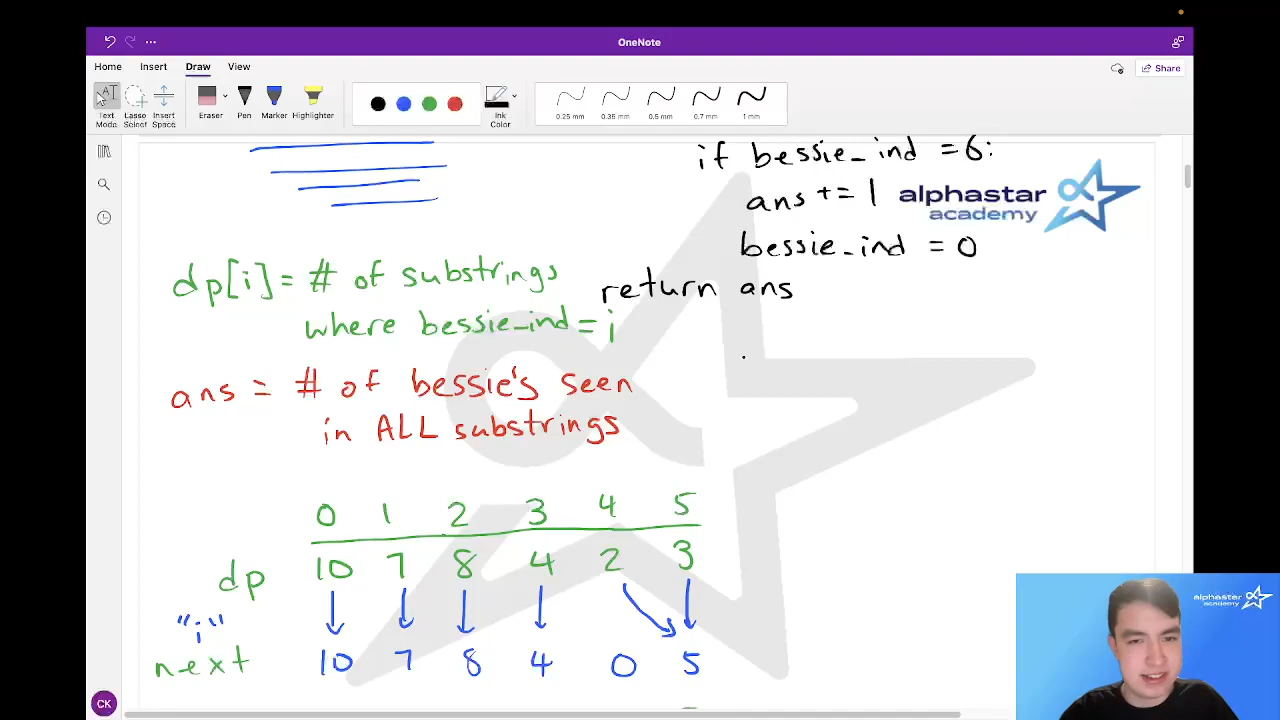 OneNote
Home Insert Draw View
Share
Text Mode
Lasso Select
Insert Space
Eraser
Pen
Marker
Highlighter
Ink Color
0.25 mm
0.35 mm
0.5 mm
0.7 mm
1 mm
if bessie_ind = 6:
ans += 1
bessie_ind = 0
return ans
alphastar
academy
dp[i] = # of substrings
where bessie_ind = i
ans = # of bessie's seen
in ALL substrings
0 1 2 3 4 5
dp 10 7 8 4 2 3
"i"
next 10 7 8 4 0 5
CK
alphastar
academy